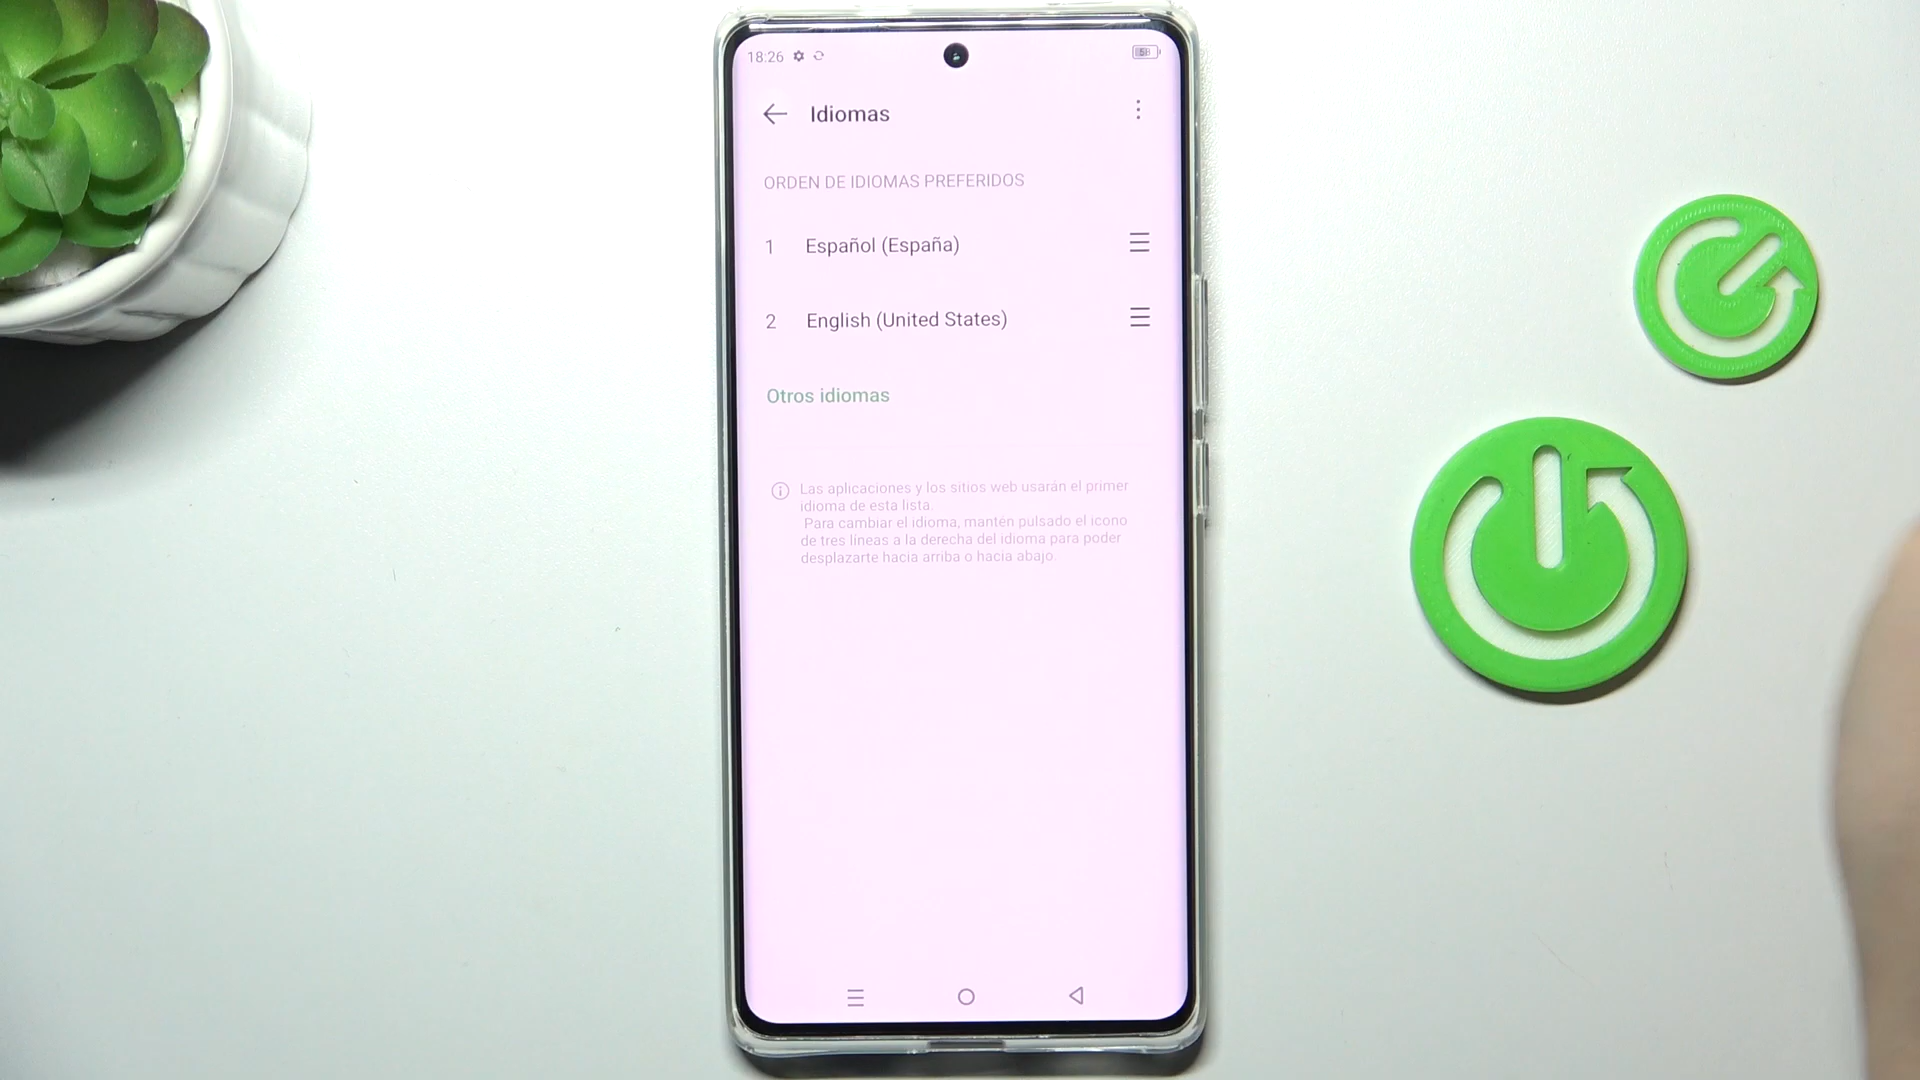 18:26
58
Idiomas
ORDEN DE IDIOMAS PREFERIDOS
1 Español (España)
2 English (United States)
Otros idiomas
Las aplicaciones y los sitios web usarán el primer
idioma de esta lista.
Para cambiar el idioma, mantén pulsado el icono
de tres líneas a la derecha del idioma para poder
desplazarte hacia arriba o hacia abajo.